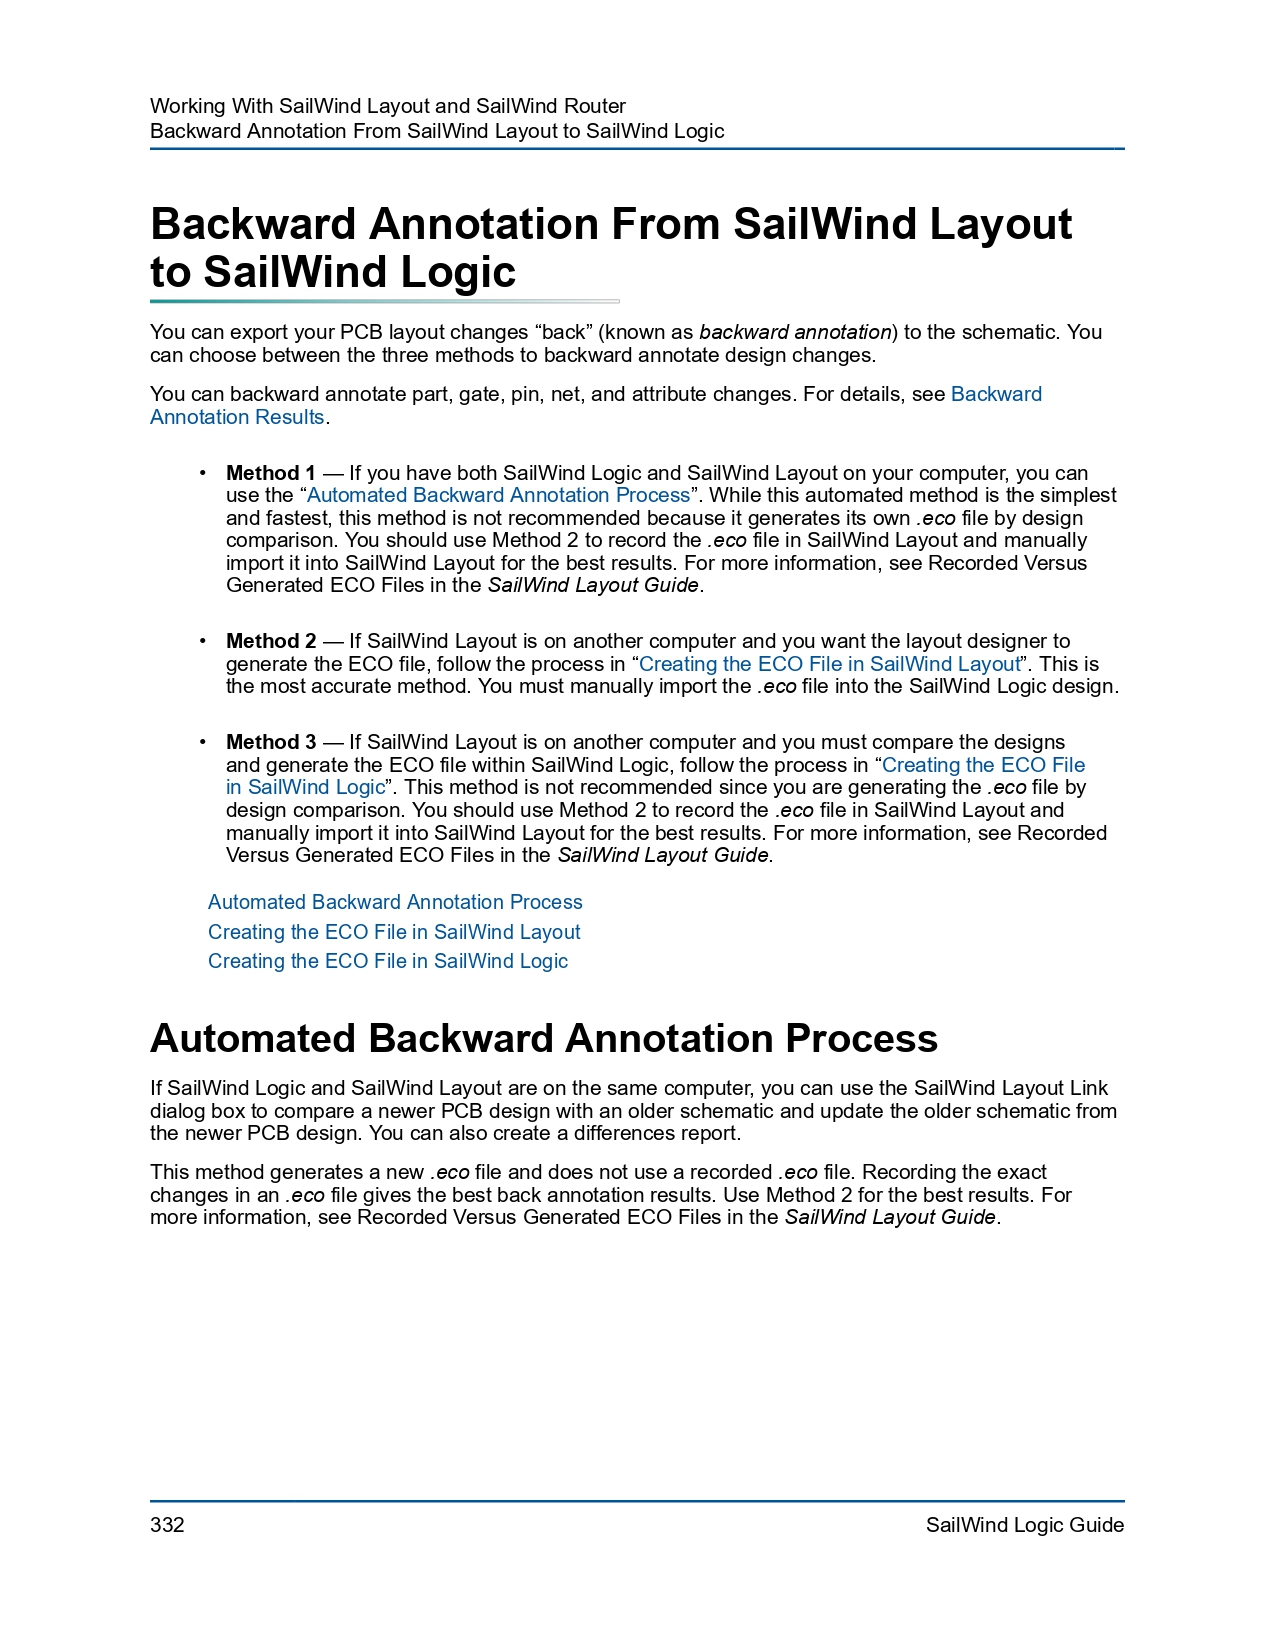 Working With SailWind Layout and SailWind Router
Backward Annotation From SailWind Layout to SailWind Logic
Backward Annotation From SailWind Layout
to SailWind Logic
You can export your PCB layout changes “back” (known as backward annotation) to the schematic. You
can choose between the three methods to backward annotate design changes.
You can backward annotate part, gate, pin, net, and attribute changes. For details, see Backward
Annotation Results.
• Method 1 — If you have both SailWind Logic and SailWind Layout on your computer, you can
use the “Automated Backward Annotation Process”. While this automated method is the simplest
and fastest, this method is not recommended because it generates its own .eco file by design
comparison. You should use Method 2 to record the .eco file in SailWind Layout and manually
import it into SailWind Layout for the best results. For more information, see Recorded Versus
Generated ECO Files in the SailWind Layout Guide.
• Method 2 — If SailWind Layout is on another computer and you want the layout designer to
generate the ECO file, follow the process in “Creating the ECO File in SailWind Layout”. This is
the most accurate method. You must manually import the .eco file into the SailWind Logic design.
• Method 3 — If SailWind Layout is on another computer and you must compare the designs
and generate the ECO file within SailWind Logic, follow the process in “Creating the ECO File
in SailWind Logic”. This method is not recommended since you are generating the .eco file by
design comparison. You should use Method 2 to record the .eco file in SailWind Layout and
manually import it into SailWind Layout for the best results. For more information, see Recorded
Versus Generated ECO Files in the SailWind Layout Guide.
Automated Backward Annotation Process
Creating the ECO File in SailWind Layout
Creating the ECO File in SailWind Logic
Automated Backward Annotation Process
If SailWind Logic and SailWind Layout are on the same computer, you can use the SailWind Layout Link
dialog box to compare a newer PCB design with an older schematic and update the older schematic from
the newer PCB design. You can also create a differences report.
This method generates a new .eco file and does not use a recorded .eco file. Recording the exact
changes in an .eco file gives the best back annotation results. Use Method 2 for the best results. For
more information, see Recorded Versus Generated ECO Files in the SailWind Layout Guide.
332
SailWind Logic Guide